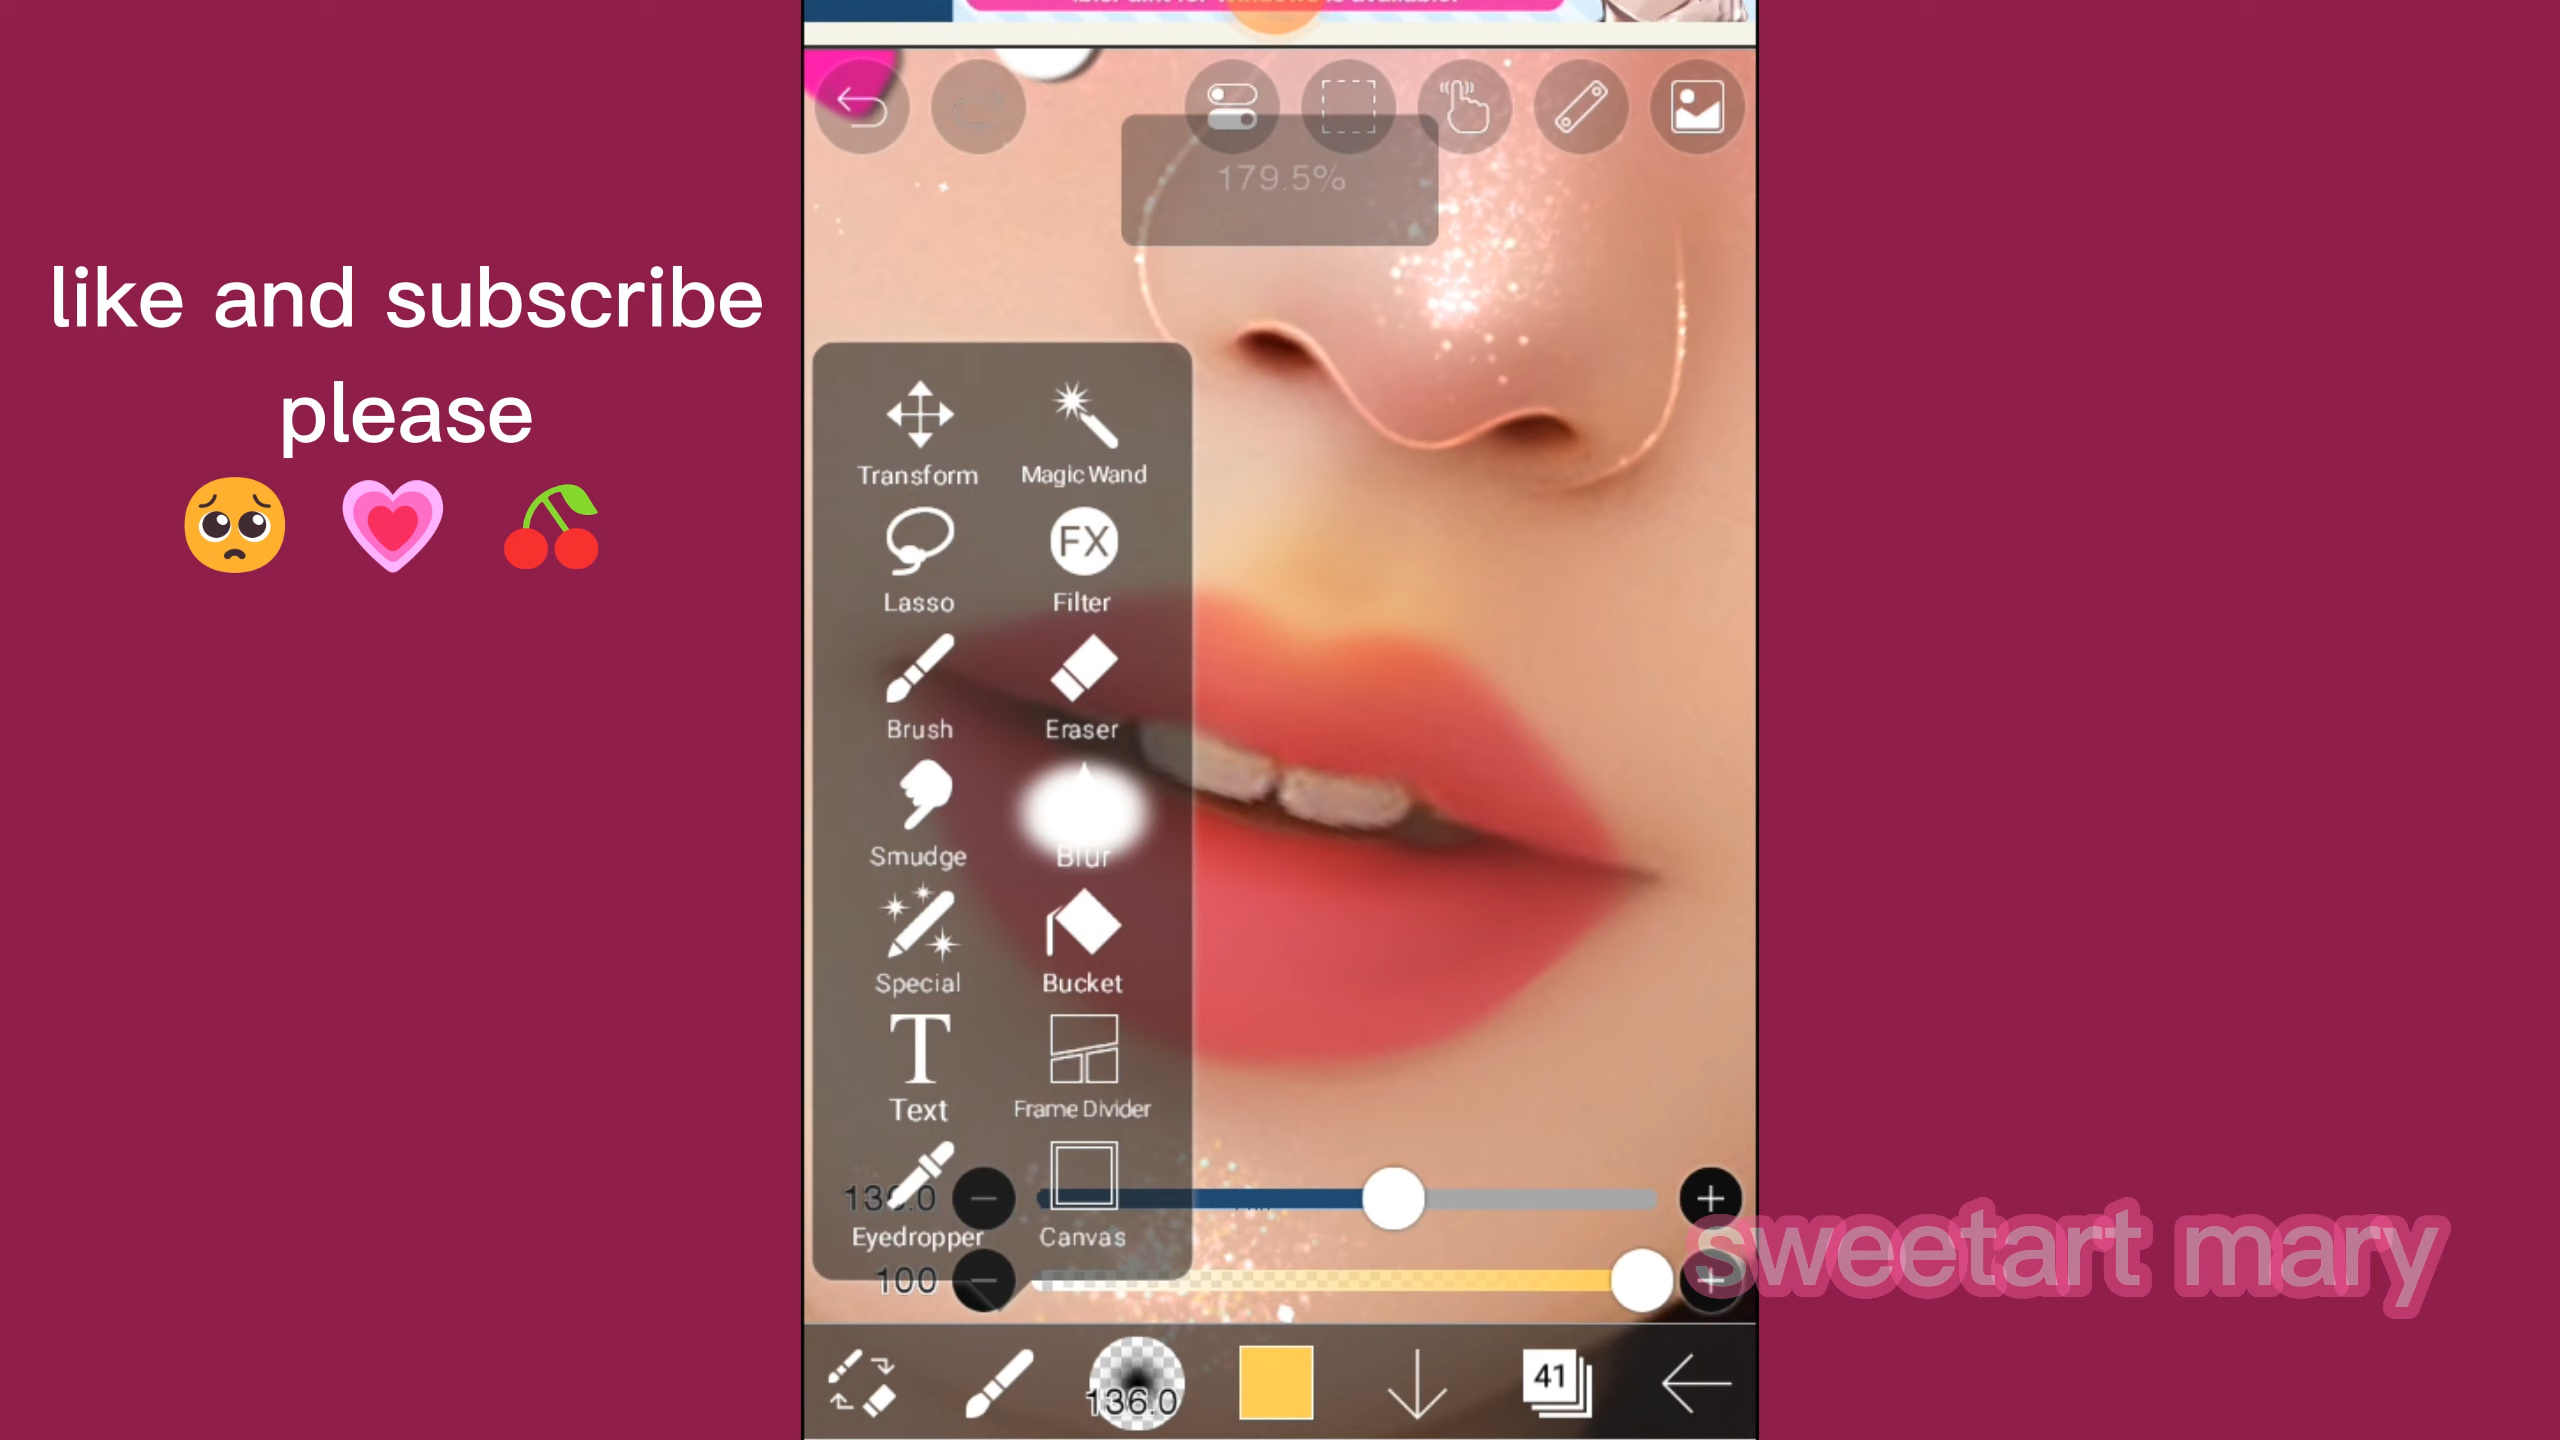 like and subscribe
please
179.5%
Transform
Magic Wand
Lasso
FX
Filter
Brush
Eraser
Smudge
Blur
Special
Bucket
T
Text
Frame Divider
Eyedropper
Canvas
100
136.0
41
sweetart mary